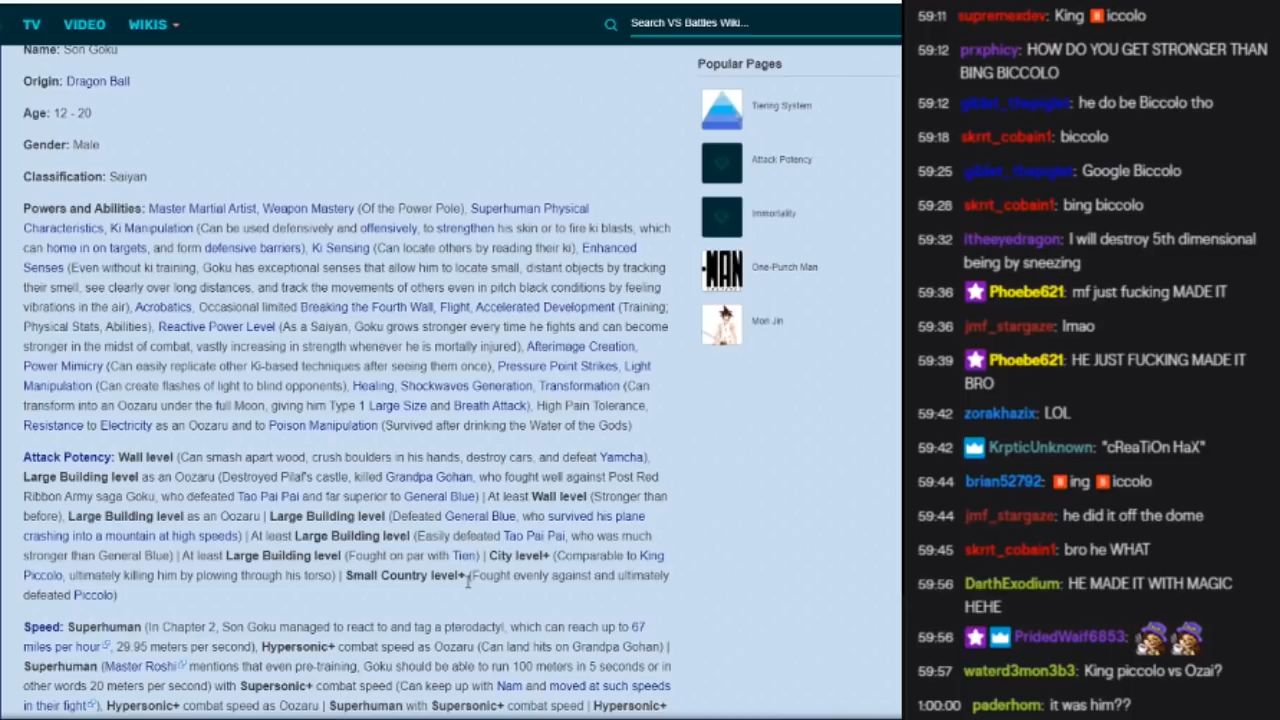 TV VIDEO WIKIS Search VS Battles Wiki...
Name: Son Goku
Origin: Dragon Ball
Age: 12 - 20
Gender: Male
Classification: Saiyan
Powers and Abilities: Master Martial Artist, Weapon Mastery (Of the Power Pole), Superhuman Physical
Characteristics, Ki Manipulation (Can be used defensively and offensively, to strengthen his skin or to fire ki blasts, which
can home in on targets, and form defensive barriers), Ki Sensing (Can locate others by reading their ki), Enhanced
Senses (Even without ki training, Goku has exceptional senses that allow him to locate small, distant objects by tracking
their smell, see clearly over long distances, and track the movements of others even in pitch black conditions by feeling
vibrations in the air), Acrobatics, Occasional limited Breaking the Fourth Wall, Flight, Accelerated Development (Training;
Physical Stats, Abilities), Reactive Power Level (As a Saiyan, Goku grows stronger every time he fights and can become
stronger in the midst of combat, vastly increasing in strength whenever he is mortally injured), Afterimage Creation,
Power Mimicry (Can easily replicate other Ki-based techniques after seeing them once), Pressure Point Strikes, Light
Manipulation (Can create flashes of light to blind opponents), Healing, Shockwaves Generation, Transformation (Can
transform into an Oozaru under the full Moon, giving him Type 1 Large Size and Breath Attack), High Pain Tolerance,
Resistance to Electricity as an Oozaru and to Poison Manipulation (Survived after drinking the Water of the Gods)
Attack Potency: Wall level (Can smash apart wood, crush boulders in his hands, destroy cars, and defeat Yamcha),
Large Building level as an Oozaru (Destroyed Pilaf's castle, killed Grandpa Gohan, who fought well against Post Red
Ribbon Army saga Goku, who defeated Tao Pai Pai and far superior to General Blue) | At least Wall level (Stronger than
before), Large Building level as an Oozaru | Large Building level (Defeated General Blue, who survived his plane
crashing into a mountain at high speeds) | At least Large Building level (Easily defeated Tao Pai Pai, who was much
stronger than General Blue) | At least Large Building level (Fought on par with Tien) | City level+ (Comparable to King
Piccolo, ultimately killing him by plowing through his torso) | Small Country level+ (Fought evenly against and ultimately
defeated Piccolo)
Speed: Superhuman (In Chapter 2, Son Goku managed to react to and tag a pterodactyl, which can reach up to 67
miles per hour, 29.95 meters per second), Hypersonic+ combat speed as Oozaru (Can land hits on Grandpa Gohan) |
Superhuman (Master Roshi mentions that even pre-training, Goku should be able to run 100 meters in 5 seconds or in
other words 20 meters per second) with Supersonic+ combat speed (Can keep up with Nam and moved at such speeds
in their fight), Hypersonic+ combat speed as Oozaru | Superhuman with Supersonic+ combat speed | Hypersonic+
Popular Pages
Tiering System
Attack Potency
Immortality
MAN One-Punch Man
Mori Jin
59:11 supremexdev: King 🅱iccolo
59:12 prxphicy: HOW DO YOU GET STRONGER THAN
BING BICCOLO
59:12 he do be Biccolo tho
59:18 skrrt_cobain1: biccolo
59:25 Google Biccolo
59:28 skrrt_cobain1: bing biccolo
59:32 itheeyedragon: I will destroy 5th dimensional
being by sneezing
59:36 Phoebe621: mf just fucking MADE IT
59:36 jmf_stargaze: lmao
59:39 Phoebe621: HE JUST FUCKING MADE IT
BRO
59:42 zorakhazix: LOL
59:42 KrpticUnknown: "cReaTiOn HaX"
59:44 brian52792: 🅱ing 🅱iccolo
59:44 jmf_stargaze: he did it off the dome
59:45 skrrt_cobain1: bro he WHAT
59:56 DarthExodium: HE MADE IT WITH MAGIC
HEHE
59:56 PridedWaif6853:
59:57 waterd3mon3b3: King piccolo vs Ozai?
1:00:00 paderhom: it was him??